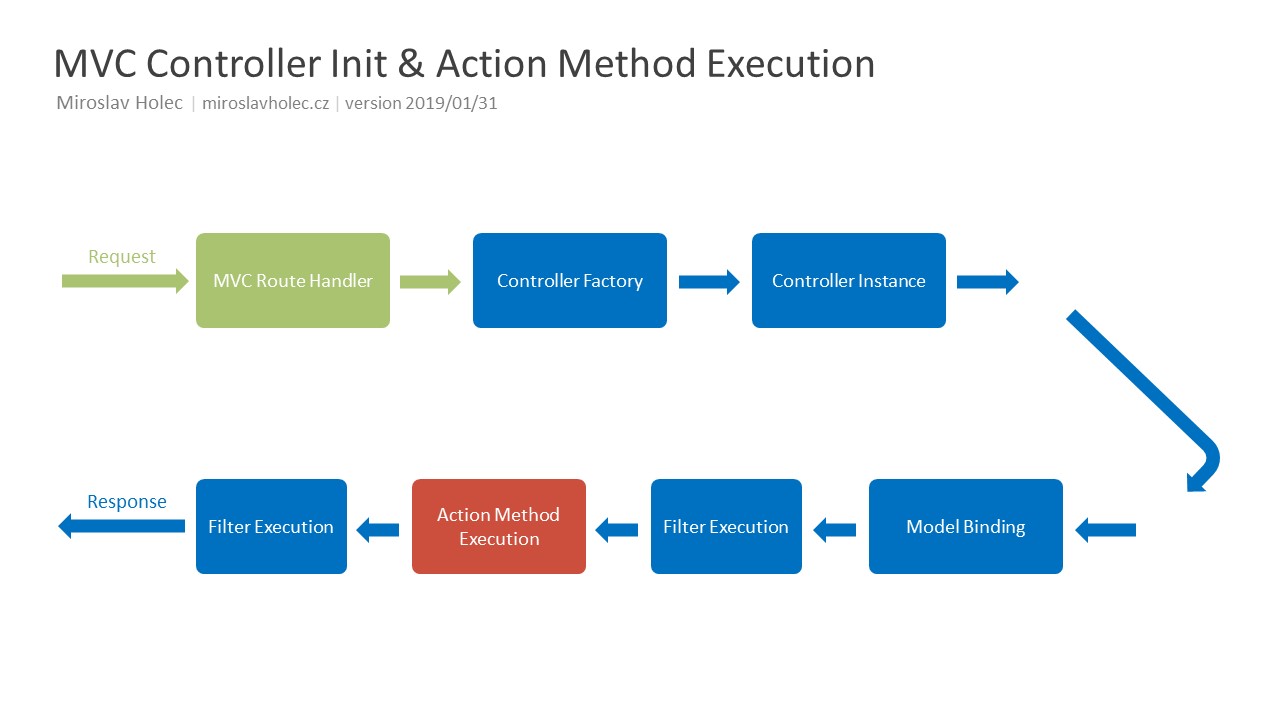 MVC Controller Init & Action Method Execution
Miroslav Holec | miroslavholec.cz | version 2019/01/31
Request
MVC Route Handler
Controller Factory
Controller Instance
Response
Filter Execution
Action Method
Execution
Filter Execution
Model Binding